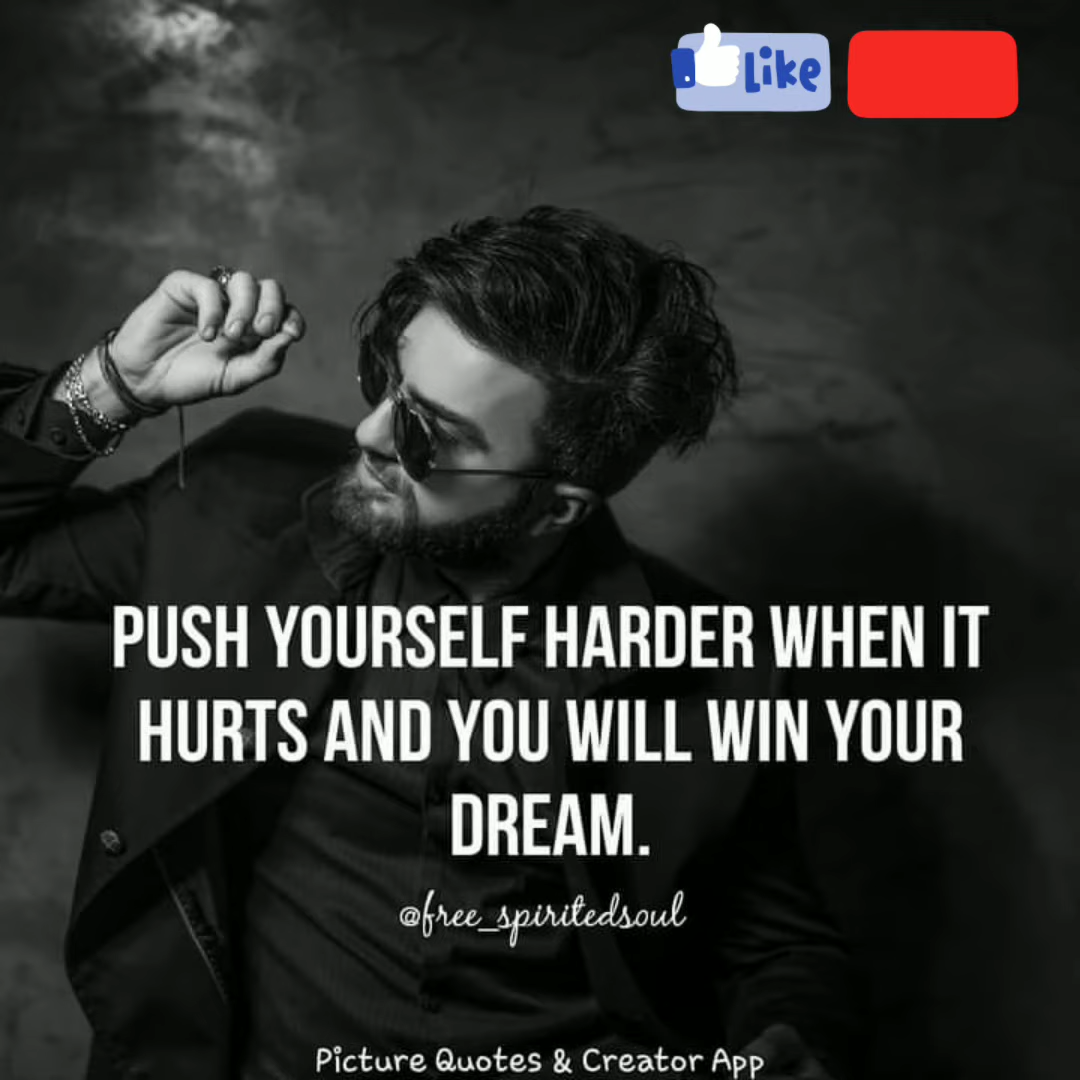 Like
PUSH YOURSELF HARDER WHEN IT
HURTS AND YOU WILL WIN YOUR
DREAM.
@free_spiritedsoul
Picture Quotes & Creator App